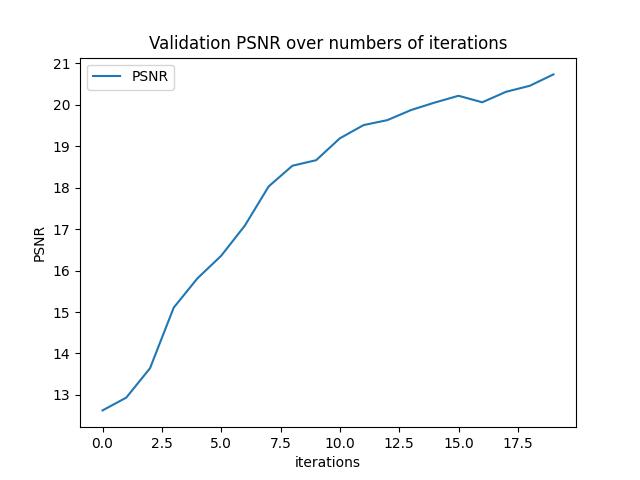 Validation PSNR over numbers of iterations
PSNR
21
20
19
18
17
16
15
14
13
PSNR
0.0 2.5 5.0 7.5 10.0 12.5 15.0 17.5
iterations